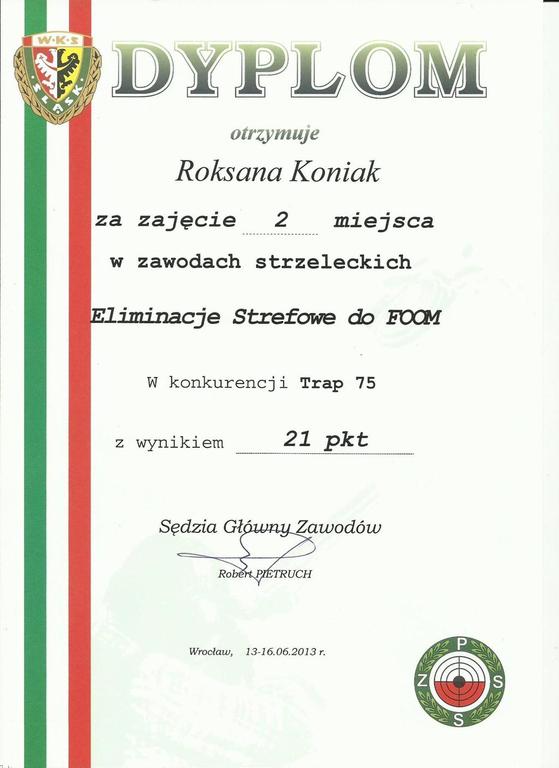 W·K·S
ŚLĄSK
DYPLOM
otrzymuje
Roksana Koniak
za zajęcie 2 miejsca
w zawodach strzeleckich
Eliminacje Strefowe do FOOM
W konkurencji Trap 75
z wynikiem 21 pkt
Sędzia Główny Zawodów
Robert PIETRUCH
Wrocław, 13-16.06.2013 r.
P Z S S